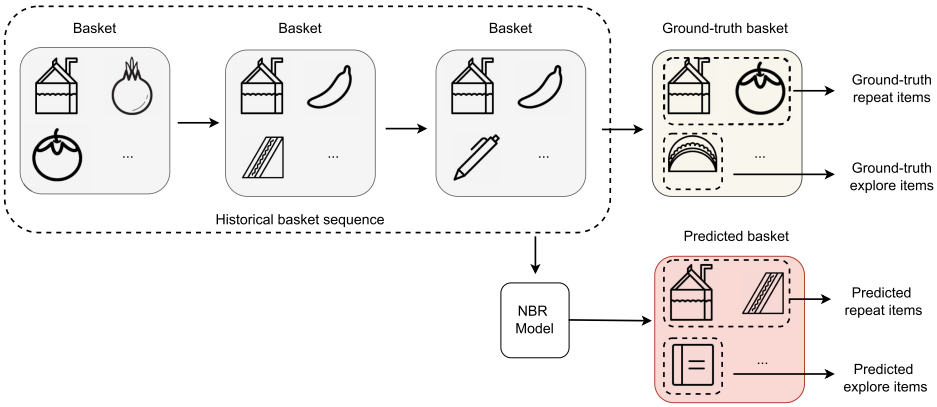 Basket
Basket
Basket
Ground-truth basket
...
...
...
...
Ground-truth
repeat items
Ground-truth
explore items
Historical basket sequence
Predicted basket
NBR
Model
...
Predicted
repeat items
Predicted
explore items